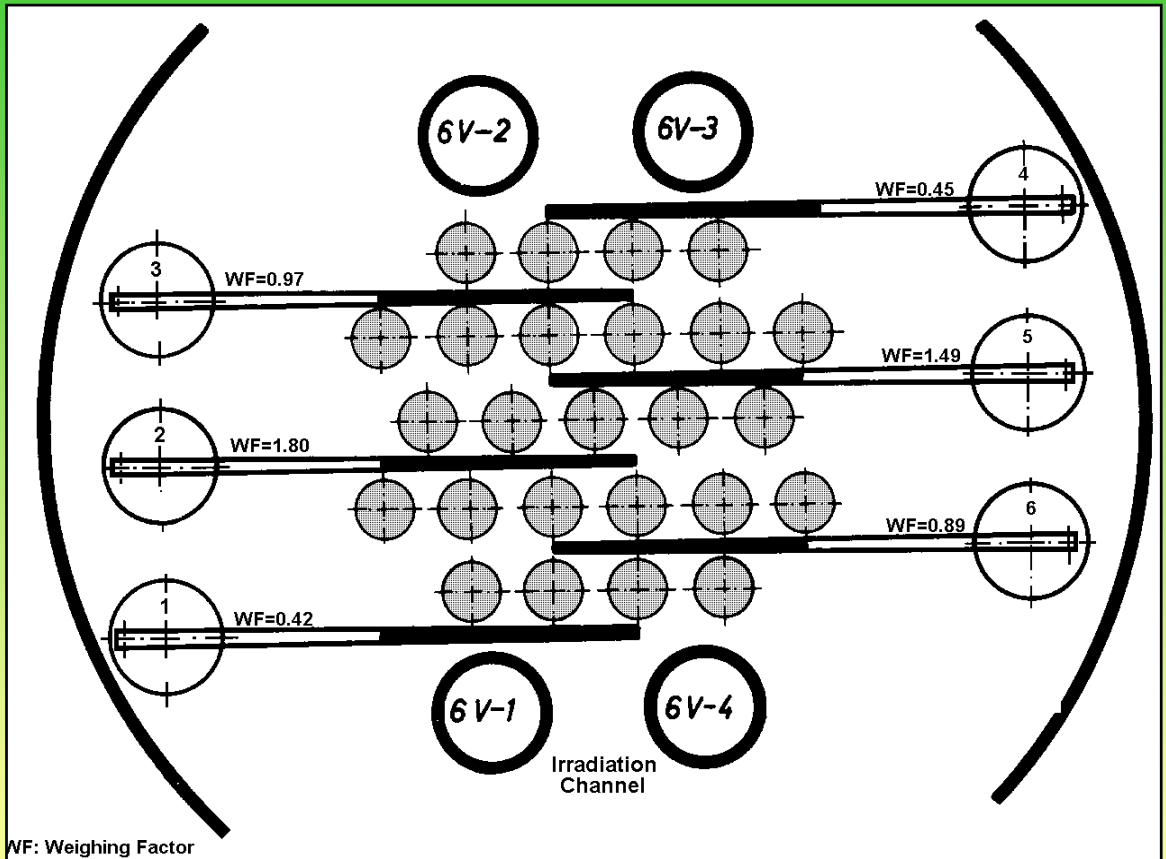 6V-2
6V-3
4
WF=0.45
3
WF=0.97
5
WF=1.49
2
WF=1.80
6
WF=0.89
1
WF=0.42
6V-1
6V-4
Irradiation
Channel
WF: Weighing Factor